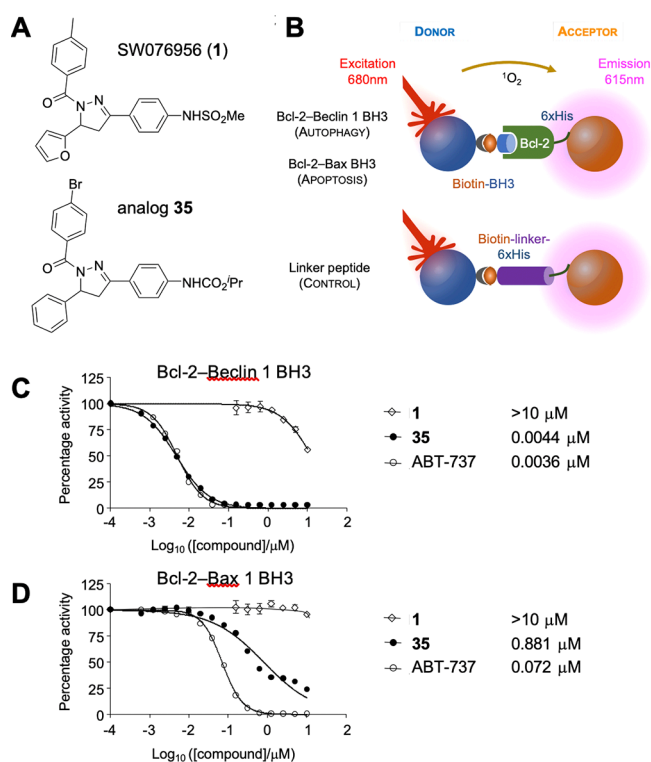 A
SW076956 (1)
O
N
N
NHSO2Me
O
Br
analog 35
O
N
N
NHCO2iPr
B
DONOR
ACCEPTOR
Excitation
680nm
1O2
Emission
615nm
Bcl-2–Beclin 1 BH3
(AUTOPHAGY)
6xHis
Bcl-2
Bcl-2–Bax BH3
(APOPTOSIS)
Biotin-BH3
Biotin-linker-
6xHis
Linker peptide
(CONTROL)
C
Bcl-2–Beclin 1 BH3
Percentage activity
125
100
75
50
25
0
-4 -3 -2 -1 0 1 2
Log10 ([compound]/μM)
1 >10 μM
35 0.0044 μM
ABT-737 0.0036 μM
D
Bcl-2–Bax 1 BH3
Percentage activity
125
100
75
50
25
0
-4 -3 -2 -1 0 1 2
Log10 ([compound]/μM)
1 >10 μM
35 0.881 μM
ABT-737 0.072 μM